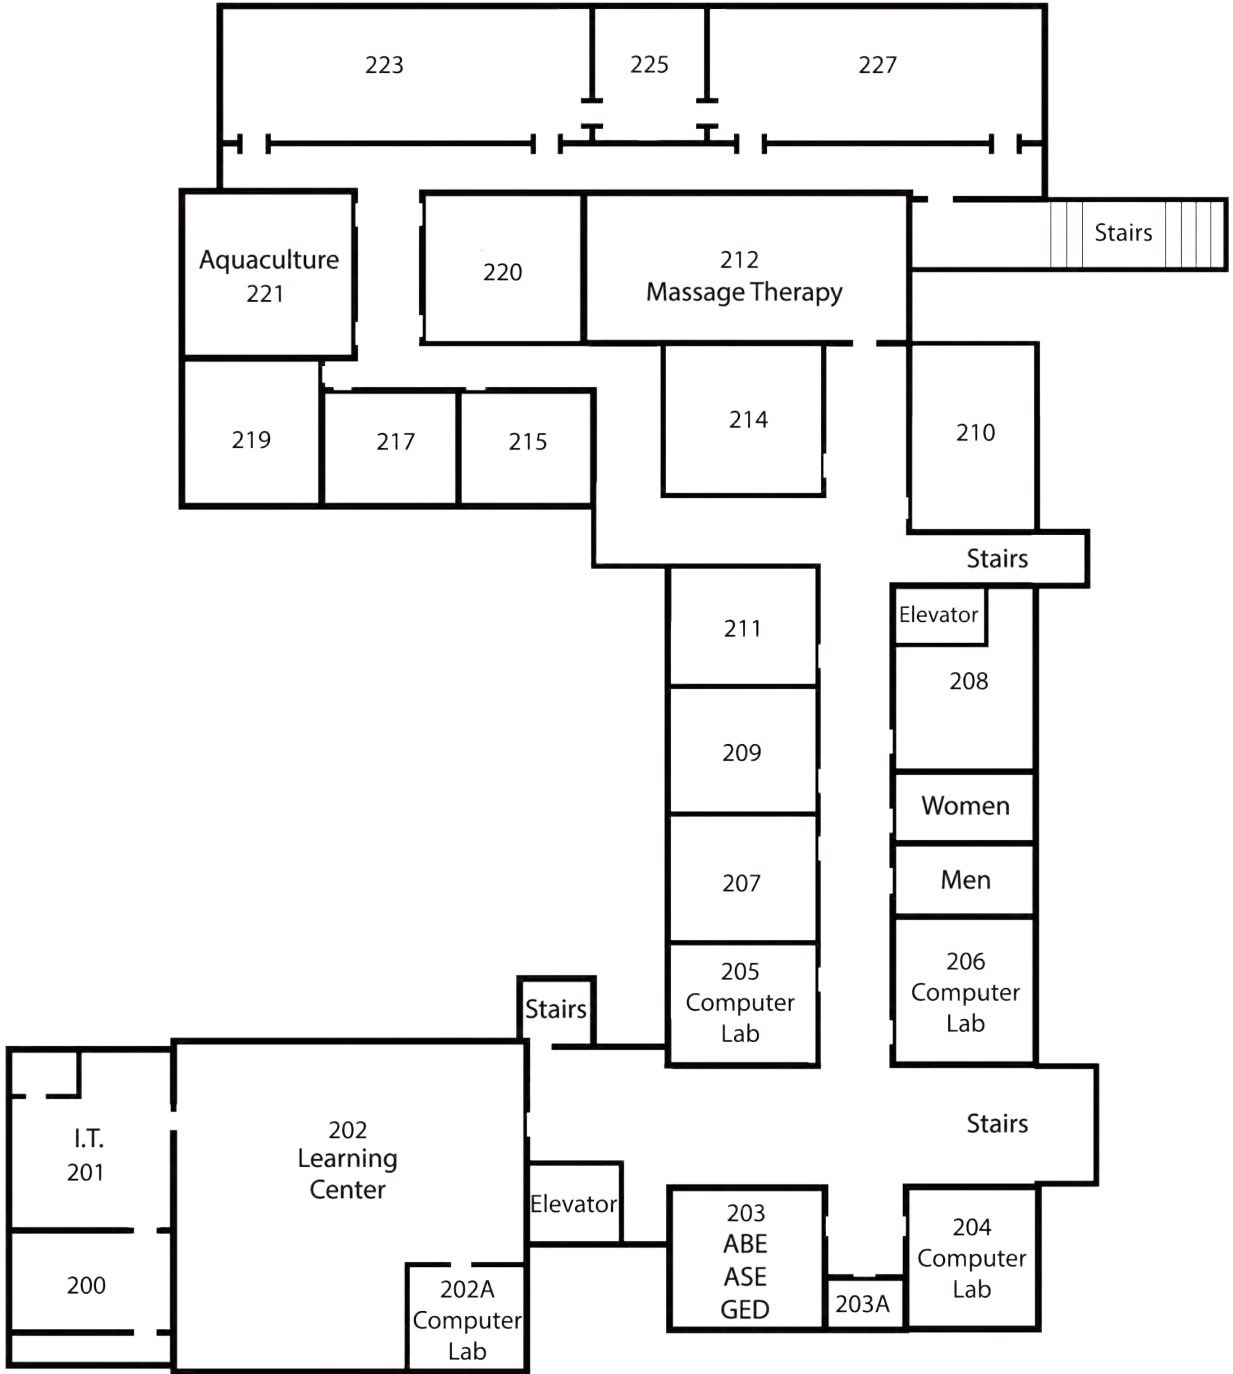 223
225
227
Aquaculture
221
220
212
Massage Therapy
Stairs
219
217
215
214
210
Stairs
211
Elevator
208
209
Women
207
Men
205
Computer
Lab
206
Computer
Lab
Stairs
I.T.
201
202
Learning
Center
Stairs
Elevator
200
202A
Computer
Lab
203
ABE
ASE
GED
203A
204
Computer
Lab